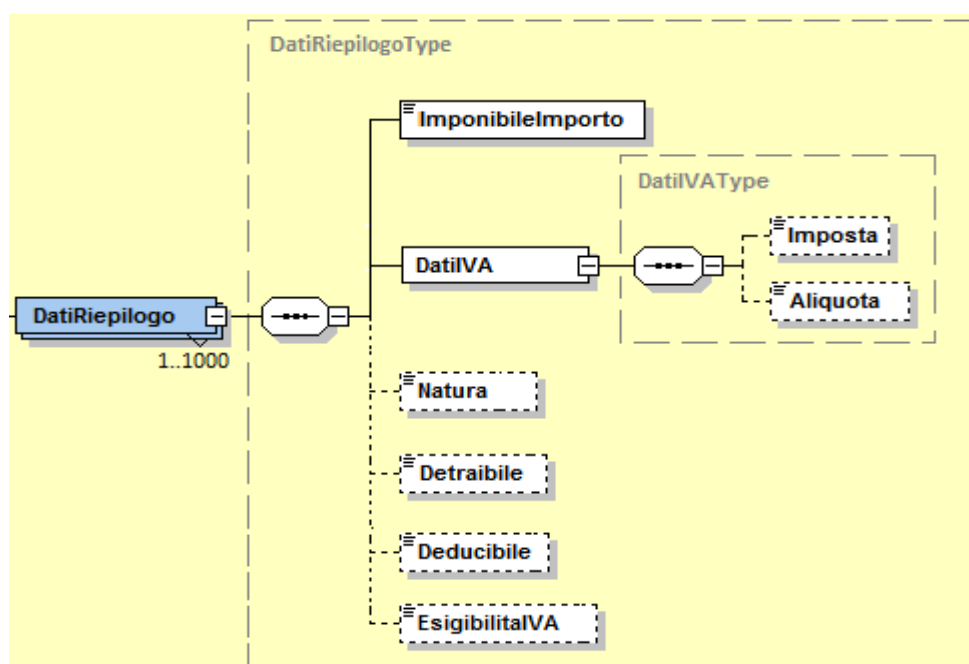 DatiRiepilogoType
ImponibileImporto
DatiIVAType
Imposta
DatiIVA
Aliquota
DatiRiepilogo
1..1000
Natura
Detraibile
Deducibile
EsigibilitaIVA